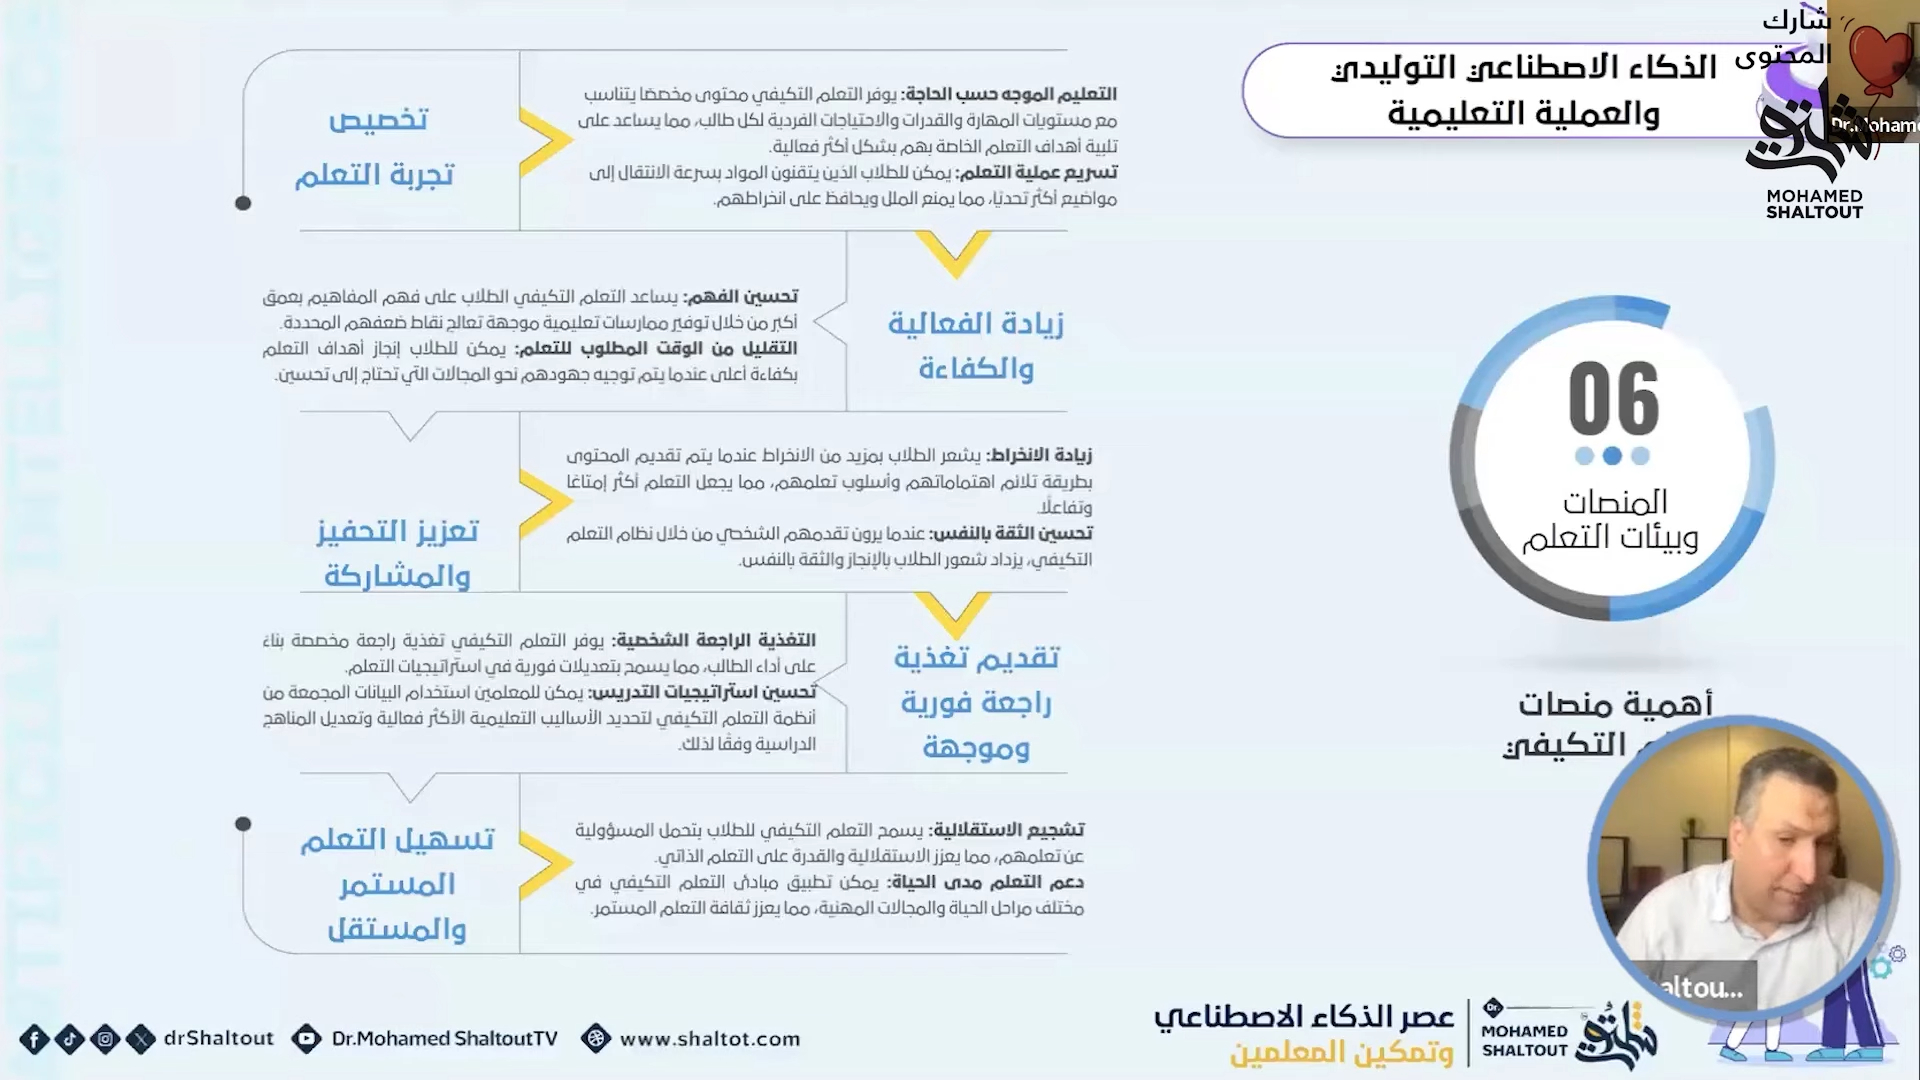 شارك
المحتوى
الذكاء الاصطناعي التوليدي
والعملية التعليمية
Dr.Mohame
شلتوت
MOHAMED
SHALTOUT
06
المنصات
وبيئات التعلم
أهمية منصات
التكيفي
تخصيص
تجربة التعلم
التعليم الموجه حسب الحاجة: يوفر التعلم التكيفي محتوى مخصصًا يتناسب
مع مستويات المهارة والقدرات والاحتياجات الفردية لكل طالب، مما يساعد على
تلبية أهداف التعلم الخاصة بهم بشكل أكثر فعالية.
تسريع عملية التعلم: يمكن للطلاب الذين يتقنون المواد بسرعة الانتقال إلى
مواضيع أكثر تحديًا، مما يمنع الملل ويحافظ على انخراطهم.
زيادة الفعالية
والكفاءة
تحسين الفهم: يساعد التعلم التكيفي الطلاب على فهم المفاهيم بعمق
أكبر من خلال توفير ممارسات تعليمية موجهة تعالج نقاط ضعفهم المحددة.
التقليل من الوقت المطلوب للتعلم: يمكن للطلاب إنجاز أهداف التعلم
بكفاءة أعلى عندما يتم توجيه جهودهم نحو المجالات التي تحتاج إلى تحسين.
تعزيز التحفيز
والمشاركة
زيادة الانخراط: يشعر الطلاب بمزيد من الانخراط عندما يتم تقديم المحتوى
بطريقة تلائم اهتماماتهم وأسلوب تعلمهم، مما يجعل التعلم أكثر إمتاعًا
وتفاعلًا.
تحسين الثقة بالنفس: عندما يرون تقدمهم الشخصي من خلال نظام التعلم
التكيفي، يزداد شعور الطلاب بالإنجاز والثقة بالنفس.
تقديم تغذية
راجعة فورية
وموجهة
التغذية الراجعة الشخصية: يوفر التعلم التكيفي تغذية راجعة مخصصة بناءً
على أداء الطالب، مما يسمح بتعديلات فورية في استراتيجيات التعلم.
تحسين استراتيجيات التدريس: يمكن للمعلمين استخدام البيانات المجمعة من
أنظمة التعلم التكيفي لتحديد الأساليب التعليمية الأكثر فعالية وتعديل المناهج
الدراسية وفقًا لذلك.
تسهيل التعلم
المستمر
والمستقل
تشجيع الاستقلالية: يسمح التعلم التكيفي للطلاب بتحمل المسؤولية
عن تعلمهم، مما يعزز الاستقلالية والقدرة على التعلم الذاتي.
دعم التعلم مدى الحياة: يمكن تطبيق مبادئ التعلم التكيفي في
مختلف مراحل الحياة والمجالات المهنية، مما يعزز ثقافة التعلم المستمر.
altou...
drShaltout
Dr.Mohamed ShaltoutTV
www.shaltot.com
عصر الذكاء الاصطناعي
وتمكين المعلمين
Dr.
MOHAMED
SHALTOUT
شلتوت